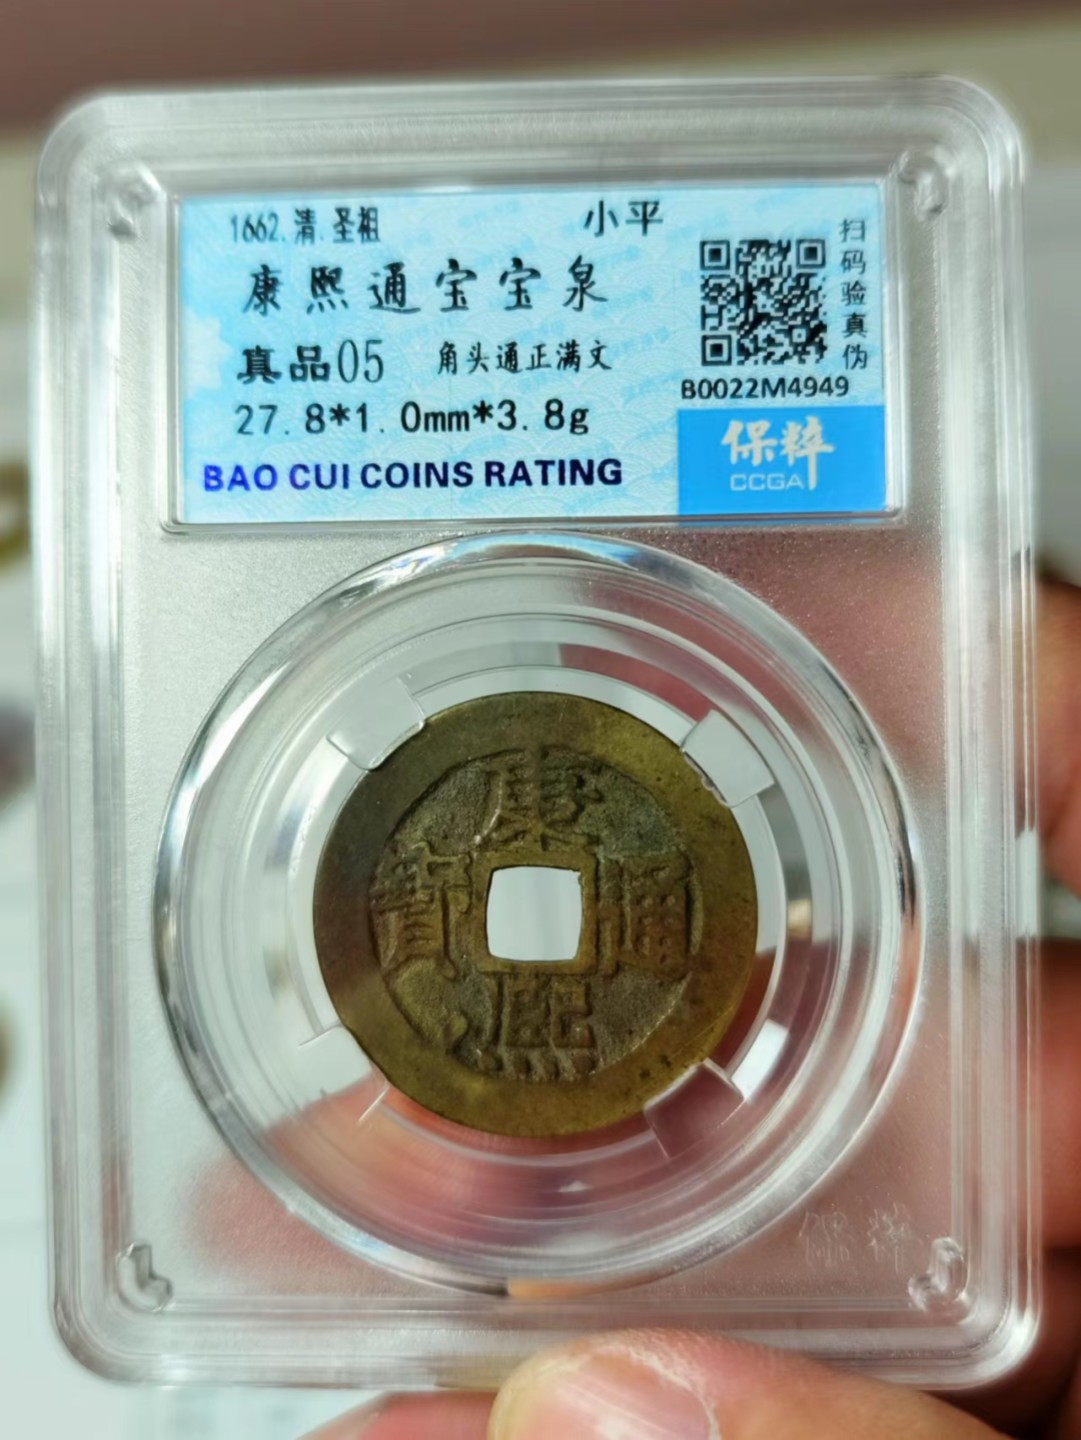 1662.清.圣祖
小平
康熙通宝宝泉
真品05 角头通正满文
27.8*1.0mm*3.8g
BAO CUI COINS RATING
扫码验真伪
B0022M4949
保粹
CCGA
康熙通寳
保粹